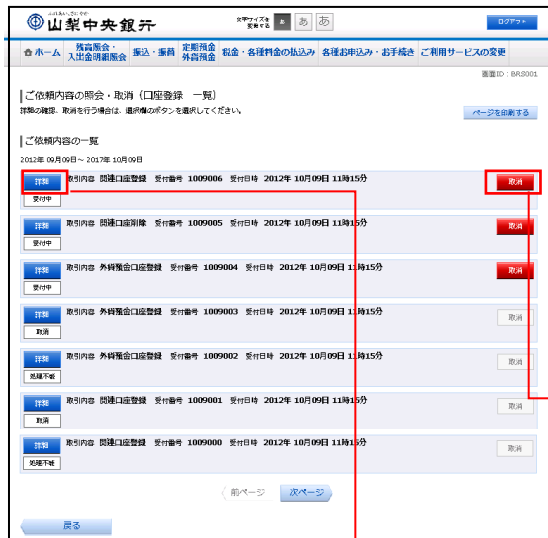 山梨中央銀行
文字サイズを変更する あ あ あ
ログアウト
ホーム 残高照会・入出金明細照会 振込・振替 定期預金 外貨預金 税金・各種料金の払込み 各種お申込み・お手続き ご利用サービスの変更
画面ID：BRS001
ご依頼内容の照会・取消（口座登録 一覧）
詳細の確認、取消を行う場合は、選択欄のボタンを選択してください。
ページを印刷する
ご依頼内容の一覧
2012年 09月09日～ 2017年 10月09日
詳細 取引内容 関連口座登録 受付番号 1009006 受付日時 2012年 10月09日 11時15分 取消
受付中
詳細 取引内容 関連口座削除 受付番号 1009005 受付日時 2012年 10月09日 11時15分 取消
受付中
詳細 取引内容 外貨預金口座登録 受付番号 1009004 受付日時 2012年 10月09日 11時15分 取消
受付中
詳細 取引内容 外貨預金口座登録 受付番号 1009003 受付日時 2012年 10月09日 11時15分 取消
取消
詳細 取引内容 外貨預金口座登録 受付番号 1009002 受付日時 2012年 10月09日 11時15分 取消
処理不能
詳細 取引内容 関連口座登録 受付番号 1009001 受付日時 2012年 10月09日 11時15分 取消
取消
詳細 取引内容 関連口座登録 受付番号 1009000 受付日時 2012年 10月09日 11時15分 取消
処理不能
前ページ 次ページ
戻る